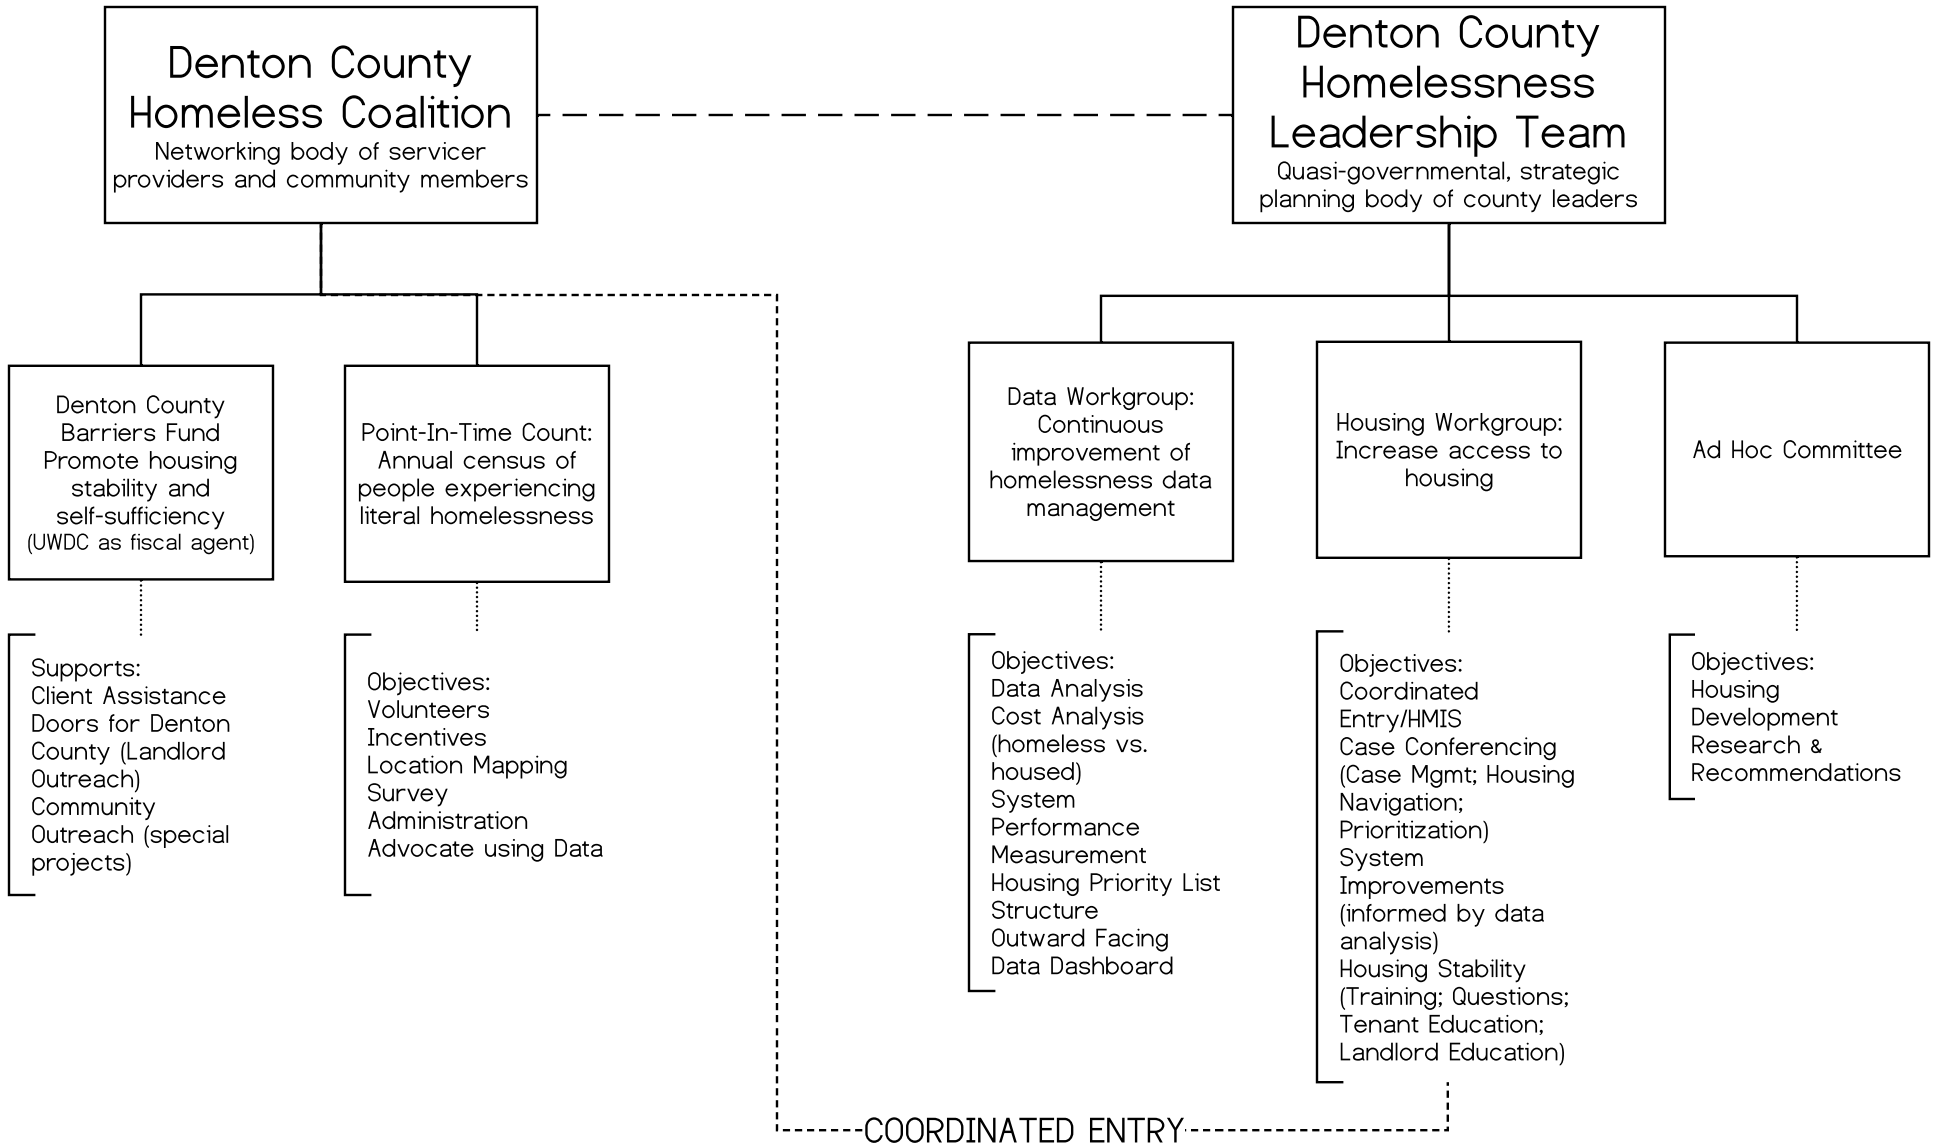 Denton County
Homeless Coalition
Networking body of servicer
providers and community members
Denton County
Homelessness
Leadership Team
Quasi-governmental, strategic
planning body of county leaders
Denton County
Barriers Fund
Promote housing
stability and
self-sufficiency
(UWDC as fiscal agent)
Point-In-Time Count:
Annual census of
people experiencing
literal homelessness
Data Workgroup:
Continuous
improvement of
homelessness data
management
Housing Workgroup:
Increase access to
housing
Ad Hoc Committee
Supports:
Client Assistance
Doors for Denton
County (Landlord
Outreach)
Community
Outreach (special
projects)
Objectives:
Volunteers
Incentives
Location Mapping
Survey
Administration
Advocate using Data
Objectives:
Data Analysis
Cost Analysis
(homeless vs.
housed)
System
Performance
Measurement
Housing Priority List
Structure
Outward Facing
Data Dashboard
Objectives:
Coordinated
Entry/HMIS
Case Conferencing
(Case Mgmt; Housing
Navigation;
Prioritization)
System
Improvements
(informed by data
analysis)
Housing Stability
(Training; Questions;
Tenant Education;
Landlord Education)
Objectives:
Housing
Development
Research &
Recommendations
COORDINATED ENTRY